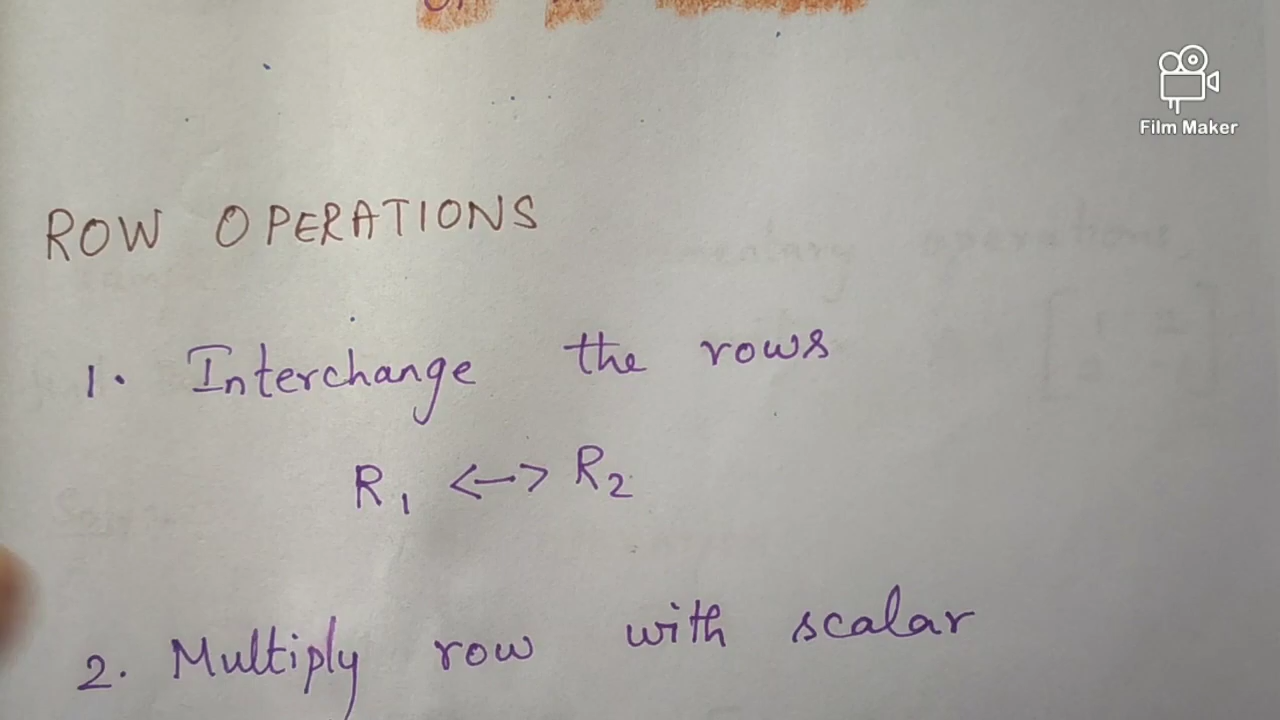 Film Maker
ROW OPERATIONS
1. Interchange the rows
R1 <-> R2
2. Multiply row with scalar